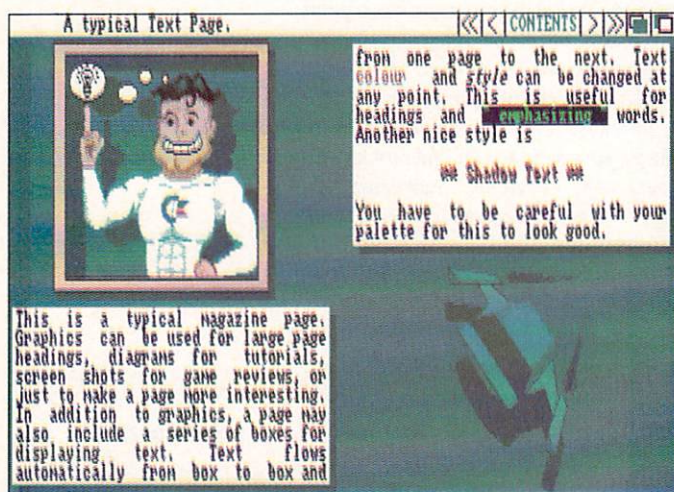 A typical Text Page.
|≪|<|CONTENTS|>|≫|
This is a typical magazine page.
Graphics can be used for large page
headings, diagrams for tutorials,
screen shots for game reviews, or
just to make a page more interesting.
In addition to graphics, a page may
also include a series of boxes for
displaying text. Text flows
automatically from box to box and
from one page to the next. Text
colour and style can be changed at
any point. This is useful for
headings and emphasizing words.
Another nice style is
** Shadow Text **
You have to be careful with your
palette for this to look good.